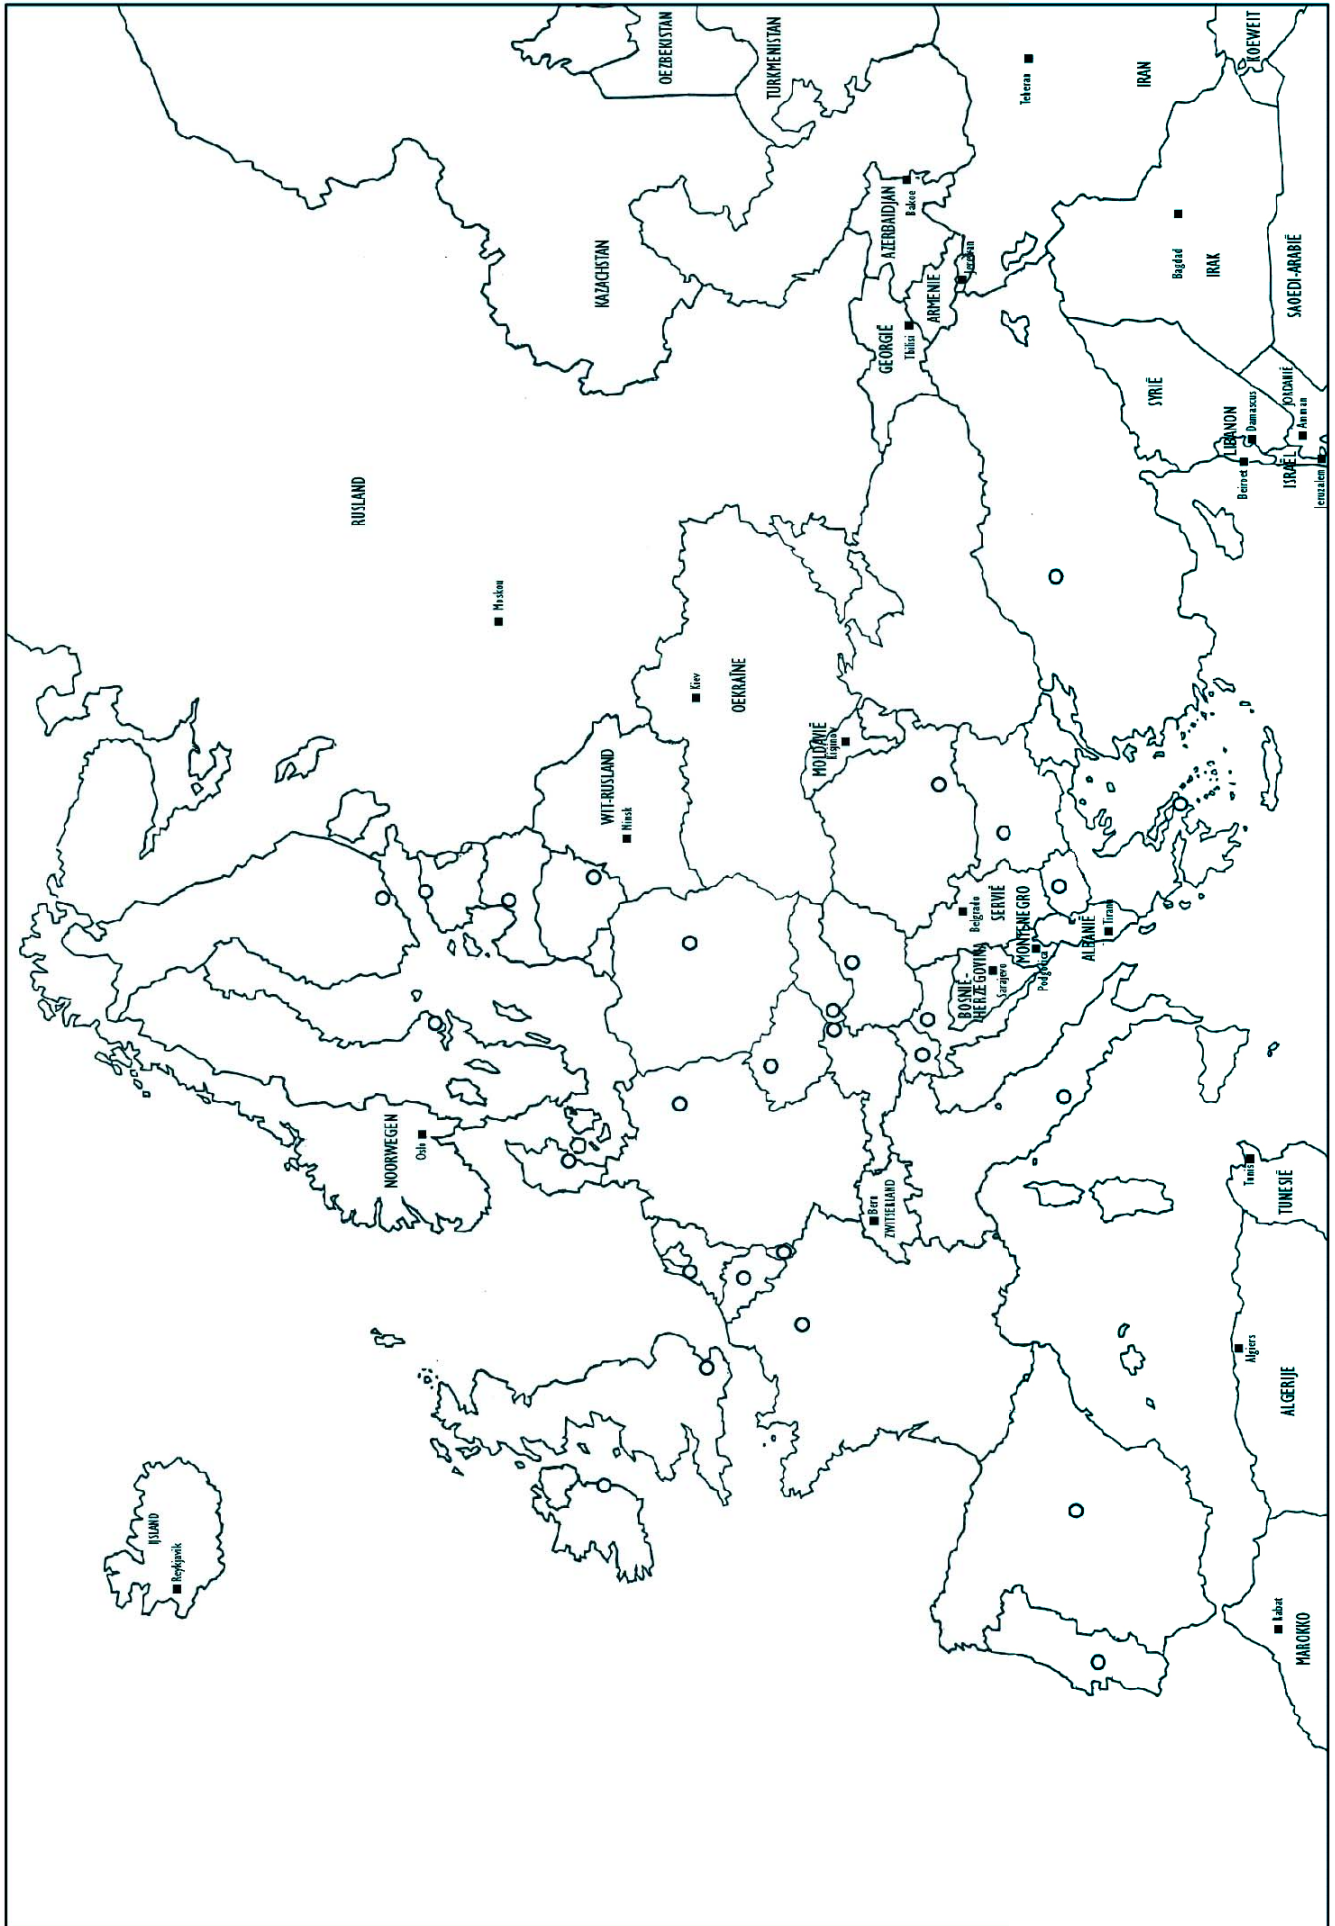 IJSLAND
Reykjavik
NOORWEGEN
Oslo
RUSLAND
Moskou
WIT-RUSLAND
Minsk
OEKRAÏNE
Kiev
MOLDAVIË
KAZACHSTAN
OEZBEKISTAN
TURKMENISTAN
ZWITSERLAND
Bern
BOSNIË-
HERZEGOVINA
Sarajevo
SERVIË
Belgrado
MONTENEGRO
Podgorica
ALBANIË
Tirana
GEORGIË
Tbilisi
ARMENIË
Jerevan
AZERBAIDJAN
Bakoe
IRAN
Teheran
IRAK
Bagdad
KOEWEIT
SAOEDI-ARABIË
SYRIË
Damascus
LIBANON
Beiroet
ISRAËL
Jeruzalem
JORDANIË
Amman
TUNESIË
Tunis
ALGERIJE
Algiers
MAROKKO
Rabat